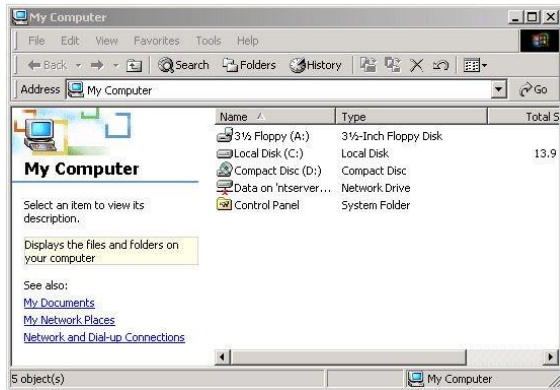 My Computer
File Edit View Favorites Tools Help
Back Search Folders History
Address My Computer Go
Name Type Total S
3½ Floppy (A:) 3½-Inch Floppy Disk
Local Disk (C:) Local Disk 13.9
Compact Disc (D:) Compact Disc
Data on 'ntserver... Network Drive
Control Panel System Folder
My Computer
Select an item to view its
description.
Displays the files and folders on
your computer
See also:
My Documents
My Network Places
Network and Dial-up Connections
5 object(s) My Computer